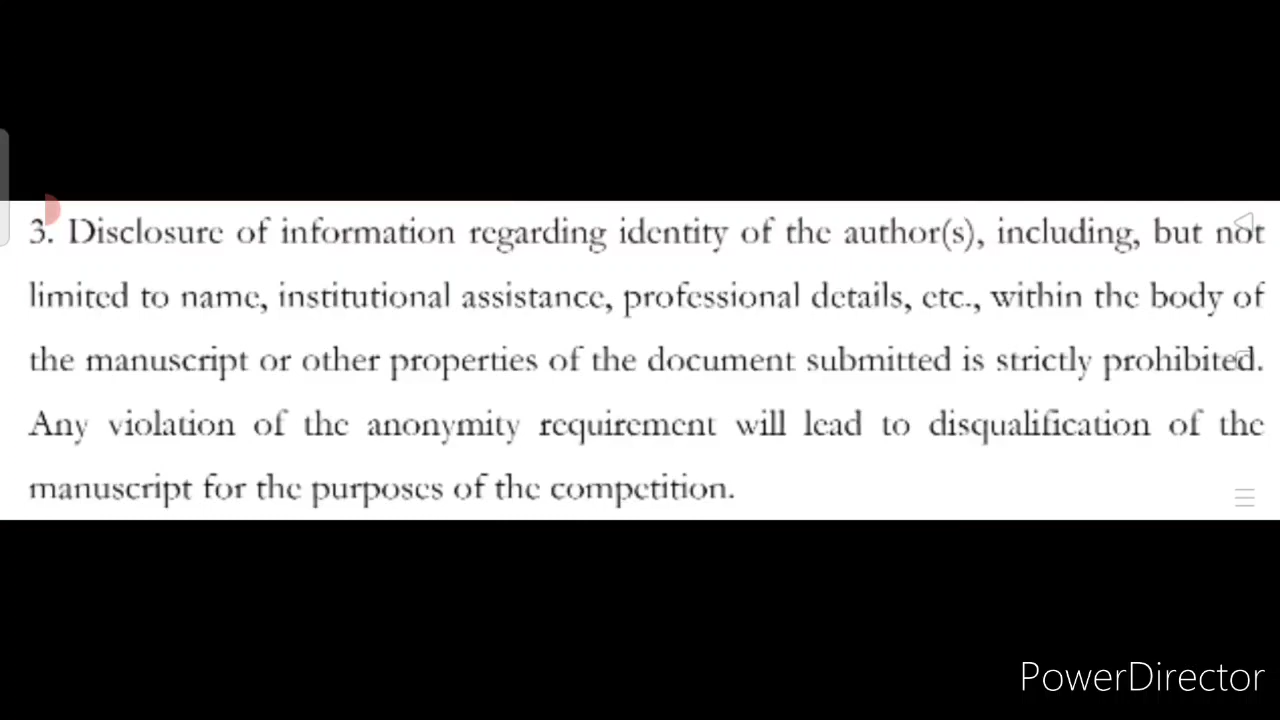 3. Disclosure of information regarding identity of the author(s), including, but not
limited to name, institutional assistance, professional details, etc., within the body of
the manuscript or other properties of the document submitted is strictly prohibited.
Any violation of the anonymity requirement will lead to disqualification of the
manuscript for the purposes of the competition.
PowerDirector